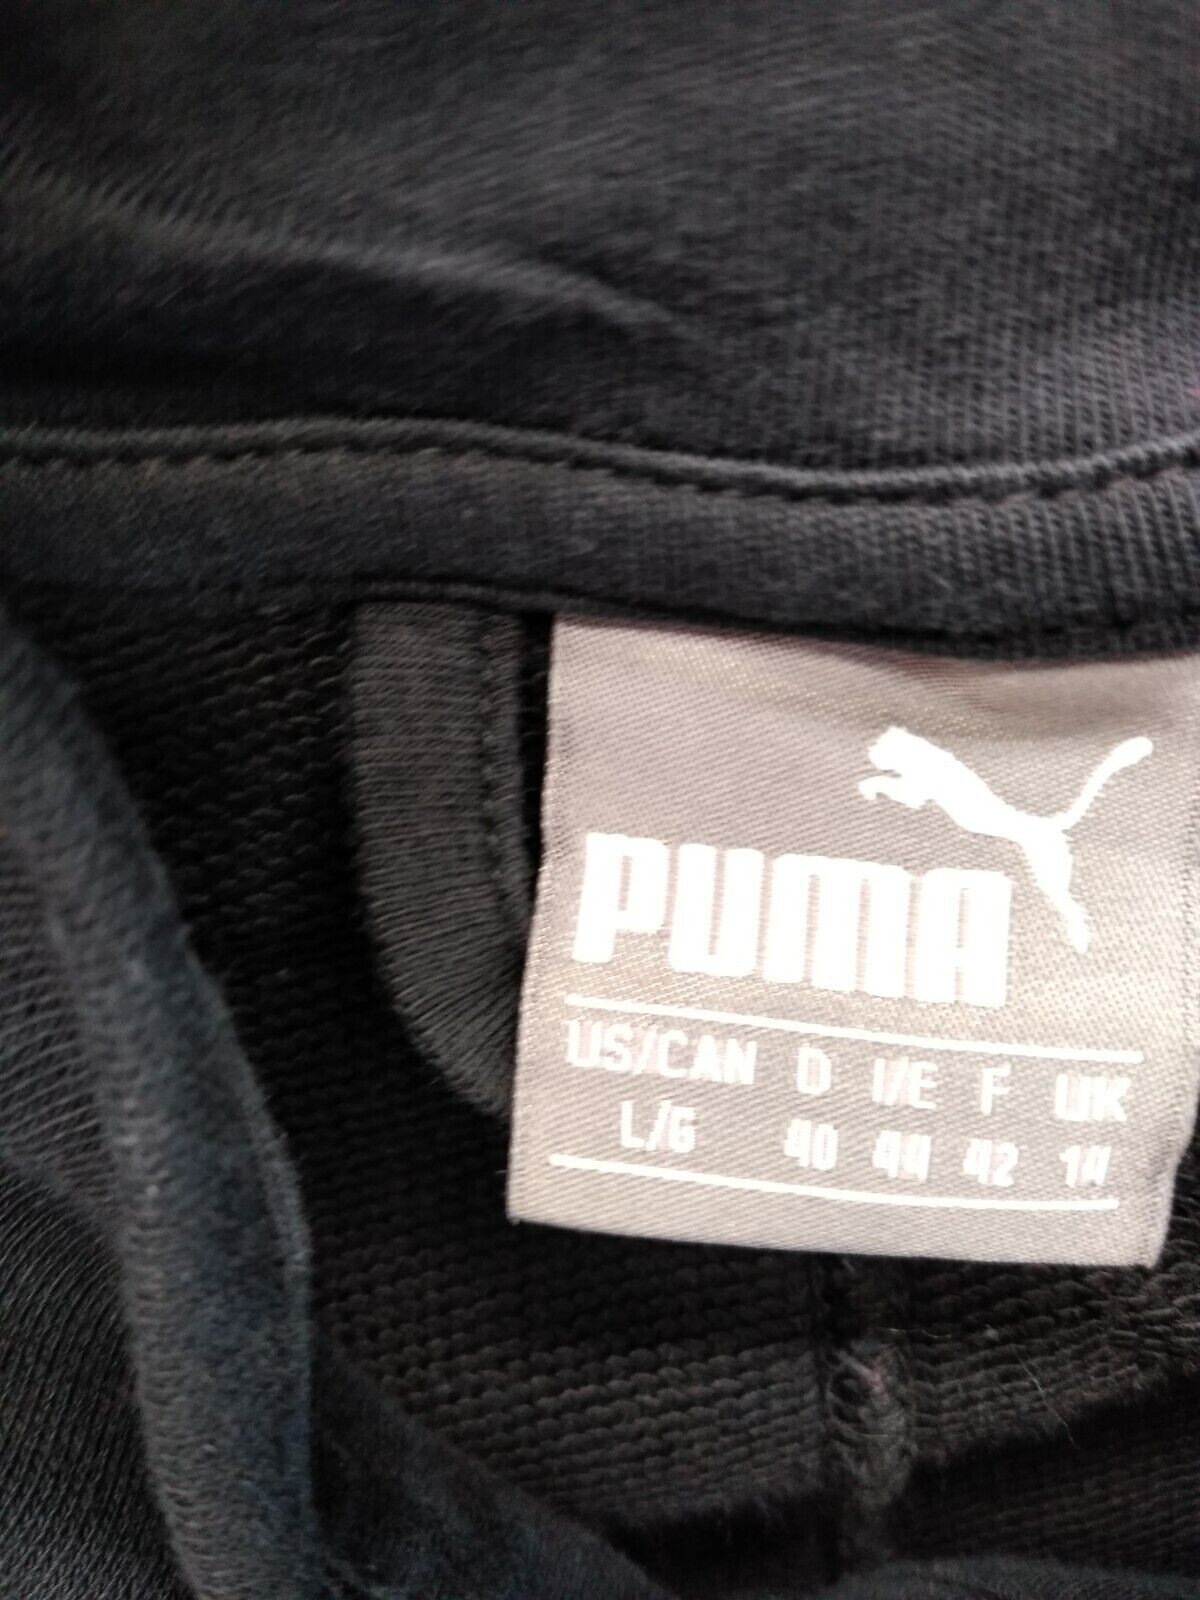 PUMA
US/CAN D I/E F UK
L/G 40 44 42 14